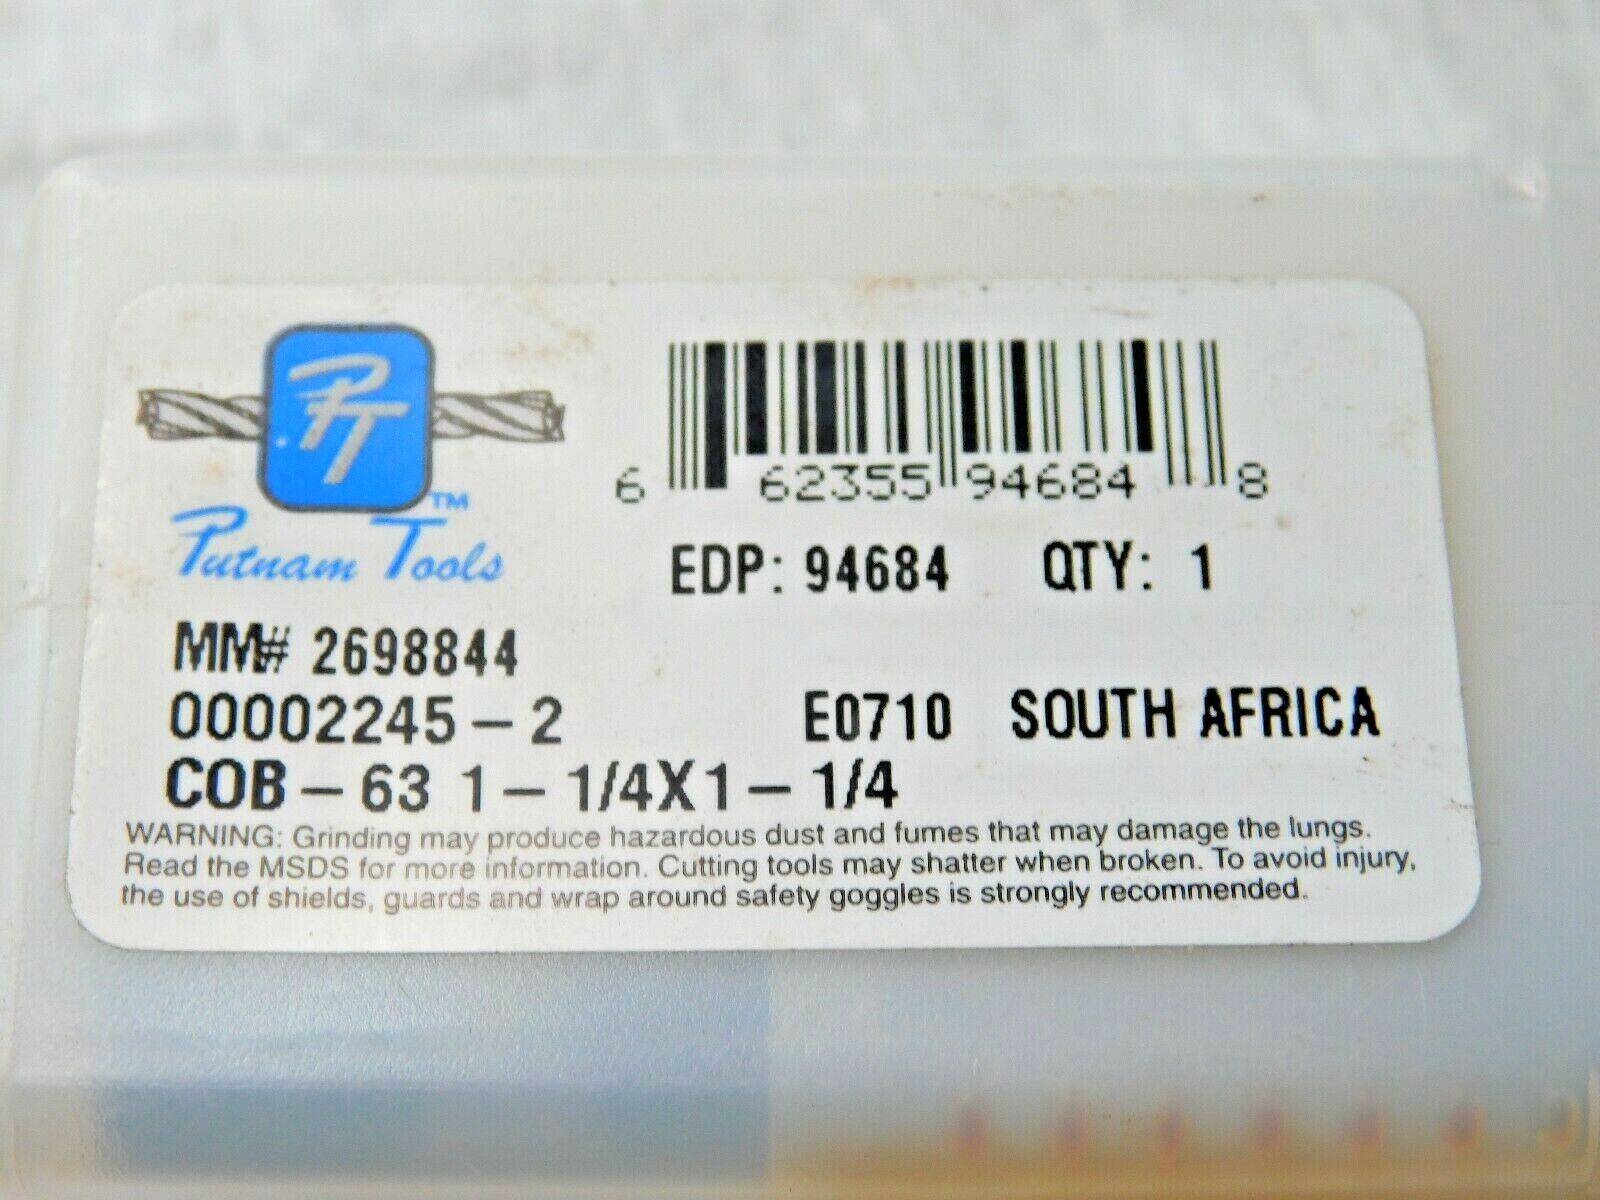 PTT
TM
Putnam Tools
6 62355 94684 8
EDP: 94684 QTY: 1
MM# 2698844
00002245-2 E0710 SOUTH AFRICA
COB-63 1-1/4X1-1/4
WARNING: Grinding may produce hazardous dust and fumes that may damage the lungs.
Read the MSDS for more information. Cutting tools may shatter when broken. To avoid injury,
the use of shields, guards and wrap around safety goggles is strongly recommended.